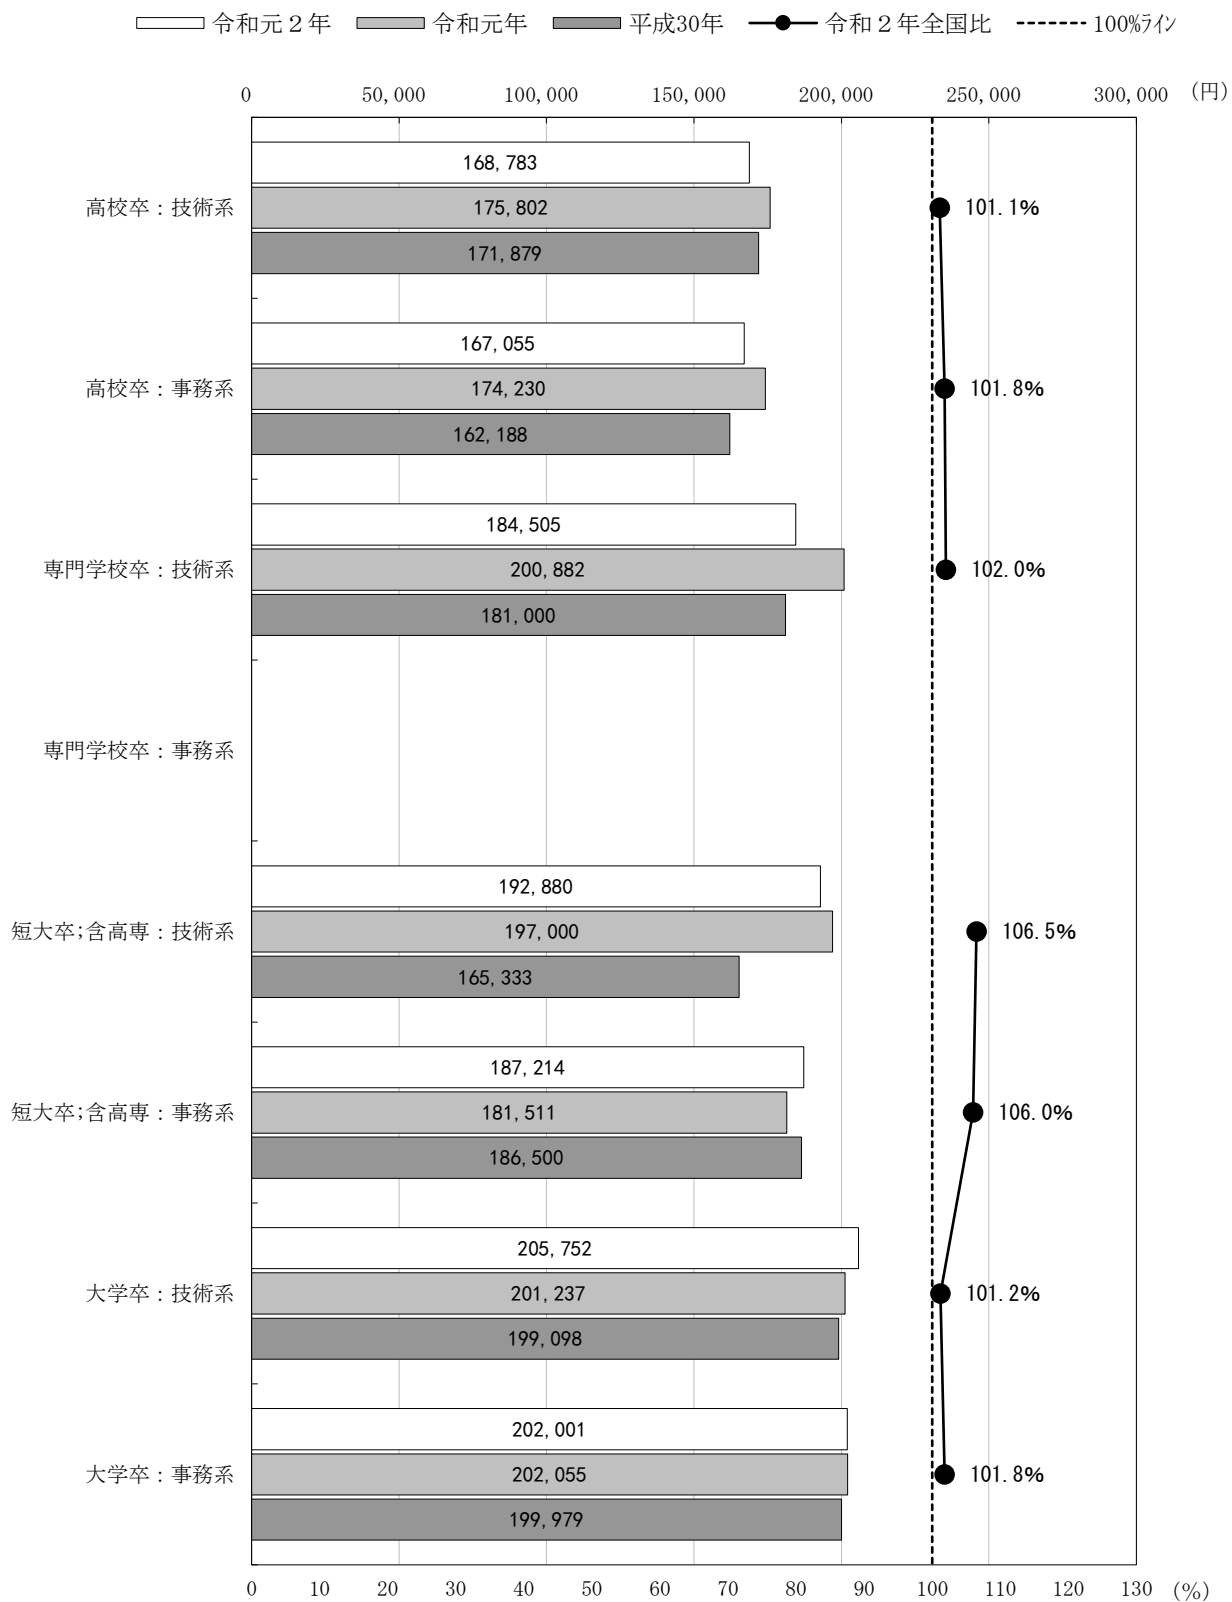 令和元２年 令和元年 平成30年 令和２年全国比 100%ﾗｲﾝ
0 50,000 100,000 150,000 200,000 250,000 300,000 (円)
168,783
高校卒：技術系 175,802 101.1%
171,879
167,055
高校卒：事務系 174,230 101.8%
162,188
184,505
専門学校卒：技術系 200,882 102.0%
181,000
専門学校卒：事務系
192,880
短大卒;含高専：技術系 197,000 106.5%
165,333
187,214
短大卒;含高専：事務系 181,511 106.0%
186,500
205,752
大学卒：技術系 201,237 101.2%
199,098
202,001
大学卒：事務系 202,055 101.8%
199,979
0 10 20 30 40 50 60 70 80 90 100 110 120 130 (%)